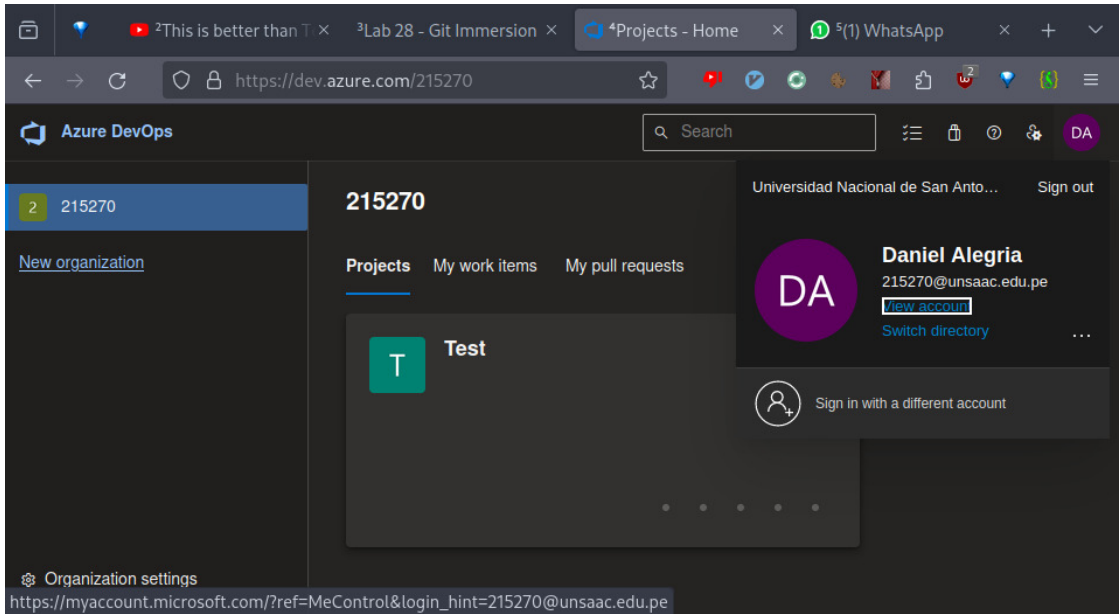 ²This is better than T
³Lab 28 - Git Immersion
⁴Projects - Home
⁵(1) WhatsApp
https://dev.azure.com/215270
2
Azure DevOps
Search
DA
2
215270
New organization
215270
Projects
My work items
My pull requests
T
Test
Universidad Nacional de San Anto…
Sign out
DA
Daniel Alegria
215270@unsaac.edu.pe
View account
Switch directory
...
Sign in with a different account
Organization settings
https://myaccount.microsoft.com/?ref=MeControl&login_hint=215270@unsaac.edu.pe